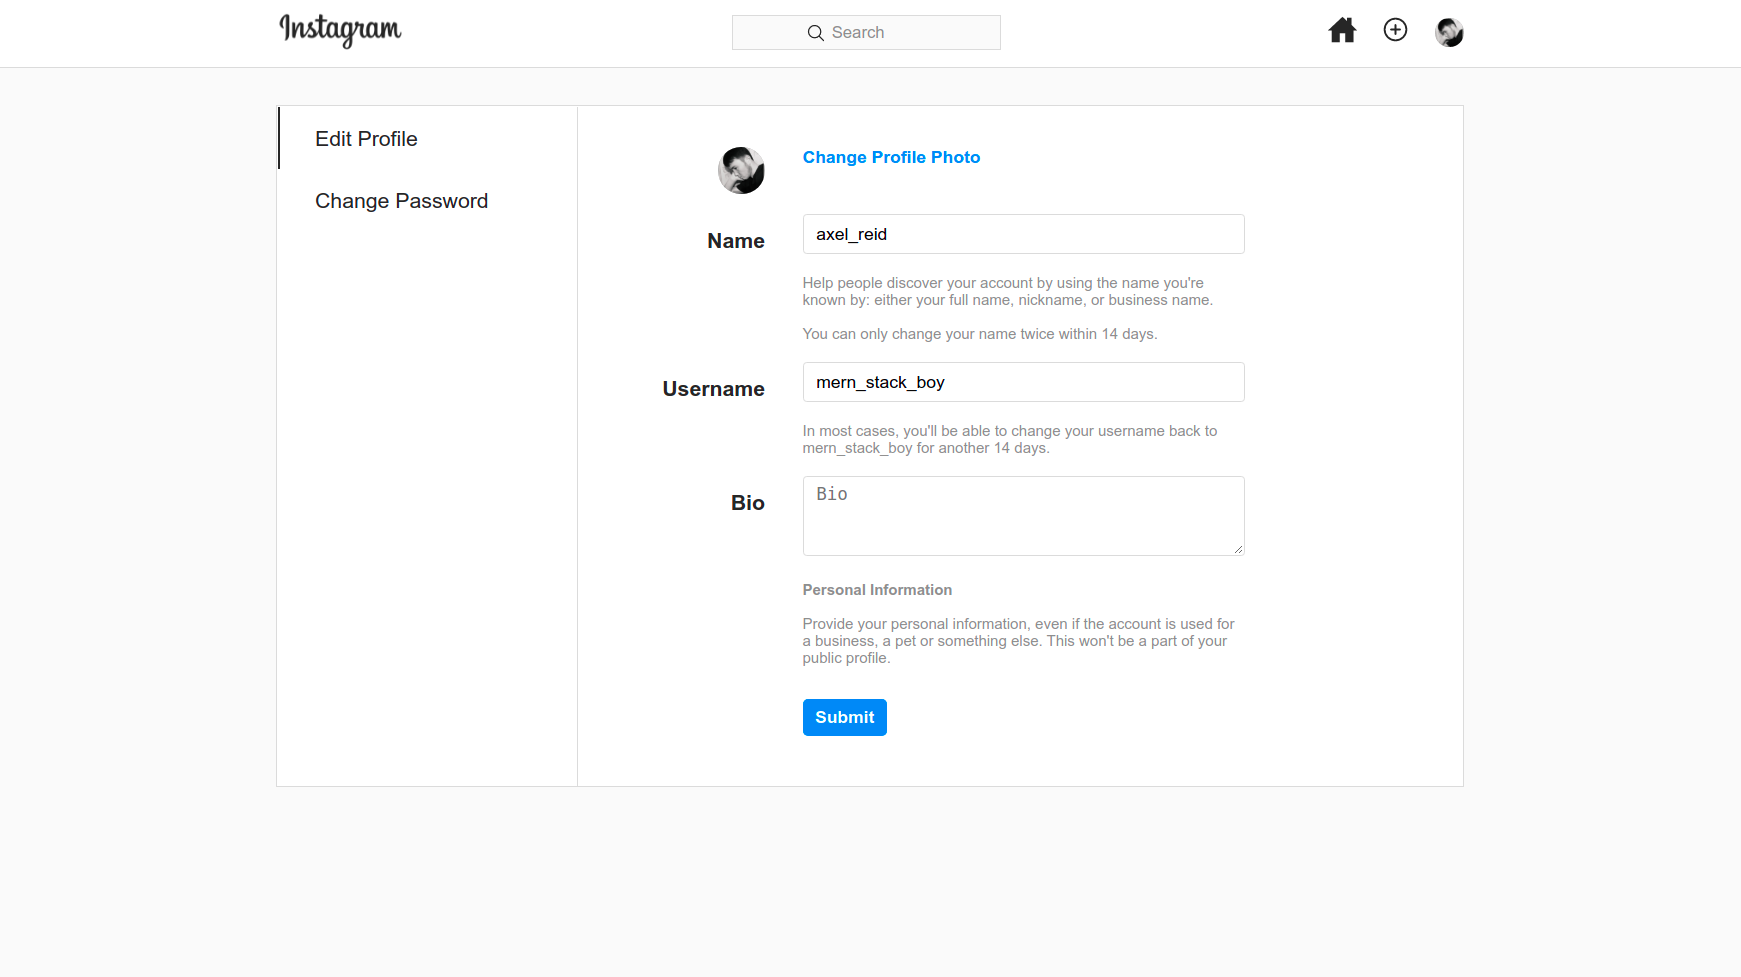 Instagram
Search
Edit Profile
Change Password
Change Profile Photo
Name
axel_reid
Help people discover your account by using the name you're
known by: either your full name, nickname, or business name.
You can only change your name twice within 14 days.
Username
mern_stack_boy
In most cases, you'll be able to change your username back to
mern_stack_boy for another 14 days.
Bio
Bio
Personal Information
Provide your personal information, even if the account is used for
a business, a pet or something else. This won't be a part of your
public profile.
Submit